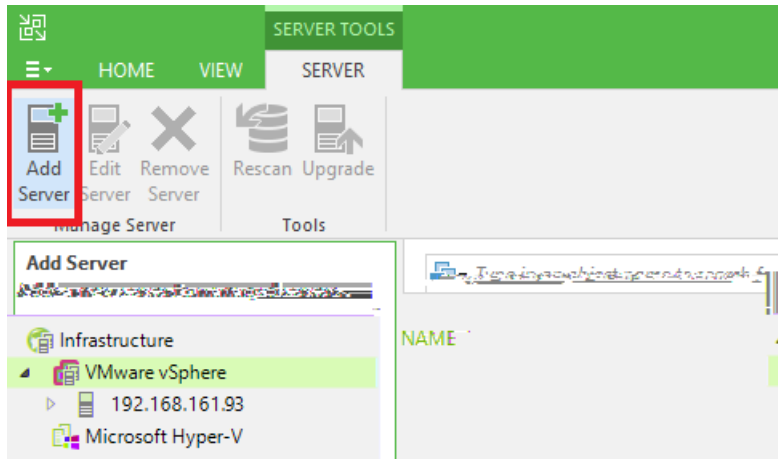 SERVER TOOLS
HOME VIEW SERVER
Add Server
Edit Server
Remove Server
Rescan
Upgrade
Manage Server
Tools
Add Server
NAME
Infrastructure
VMware vSphere
192.168.161.93
Microsoft Hyper-V